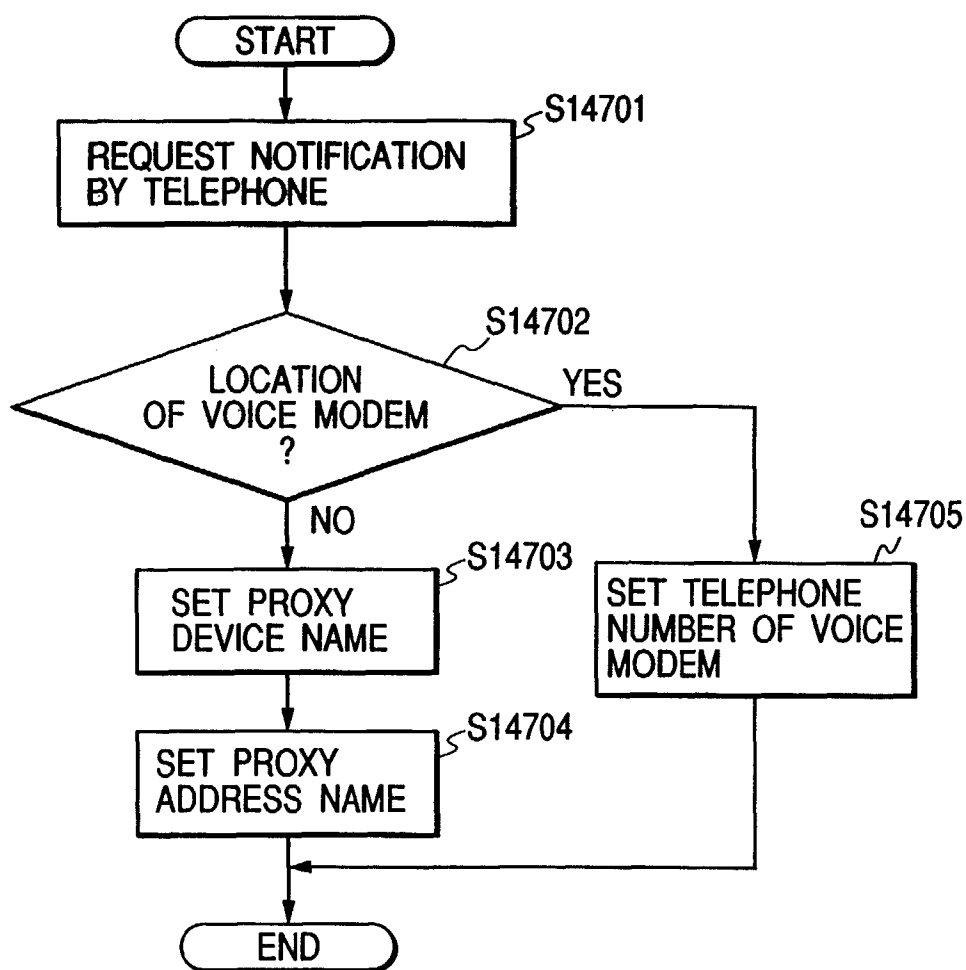 START
S14701
REQUEST NOTIFICATION
BY TELEPHONE
S14702
LOCATION
OF VOICE MODEM
?
YES
NO
S14703
SET PROXY
DEVICE NAME
S14705
SET TELEPHONE
NUMBER OF VOICE
MODEM
S14704
SET PROXY
ADDRESS NAME
END